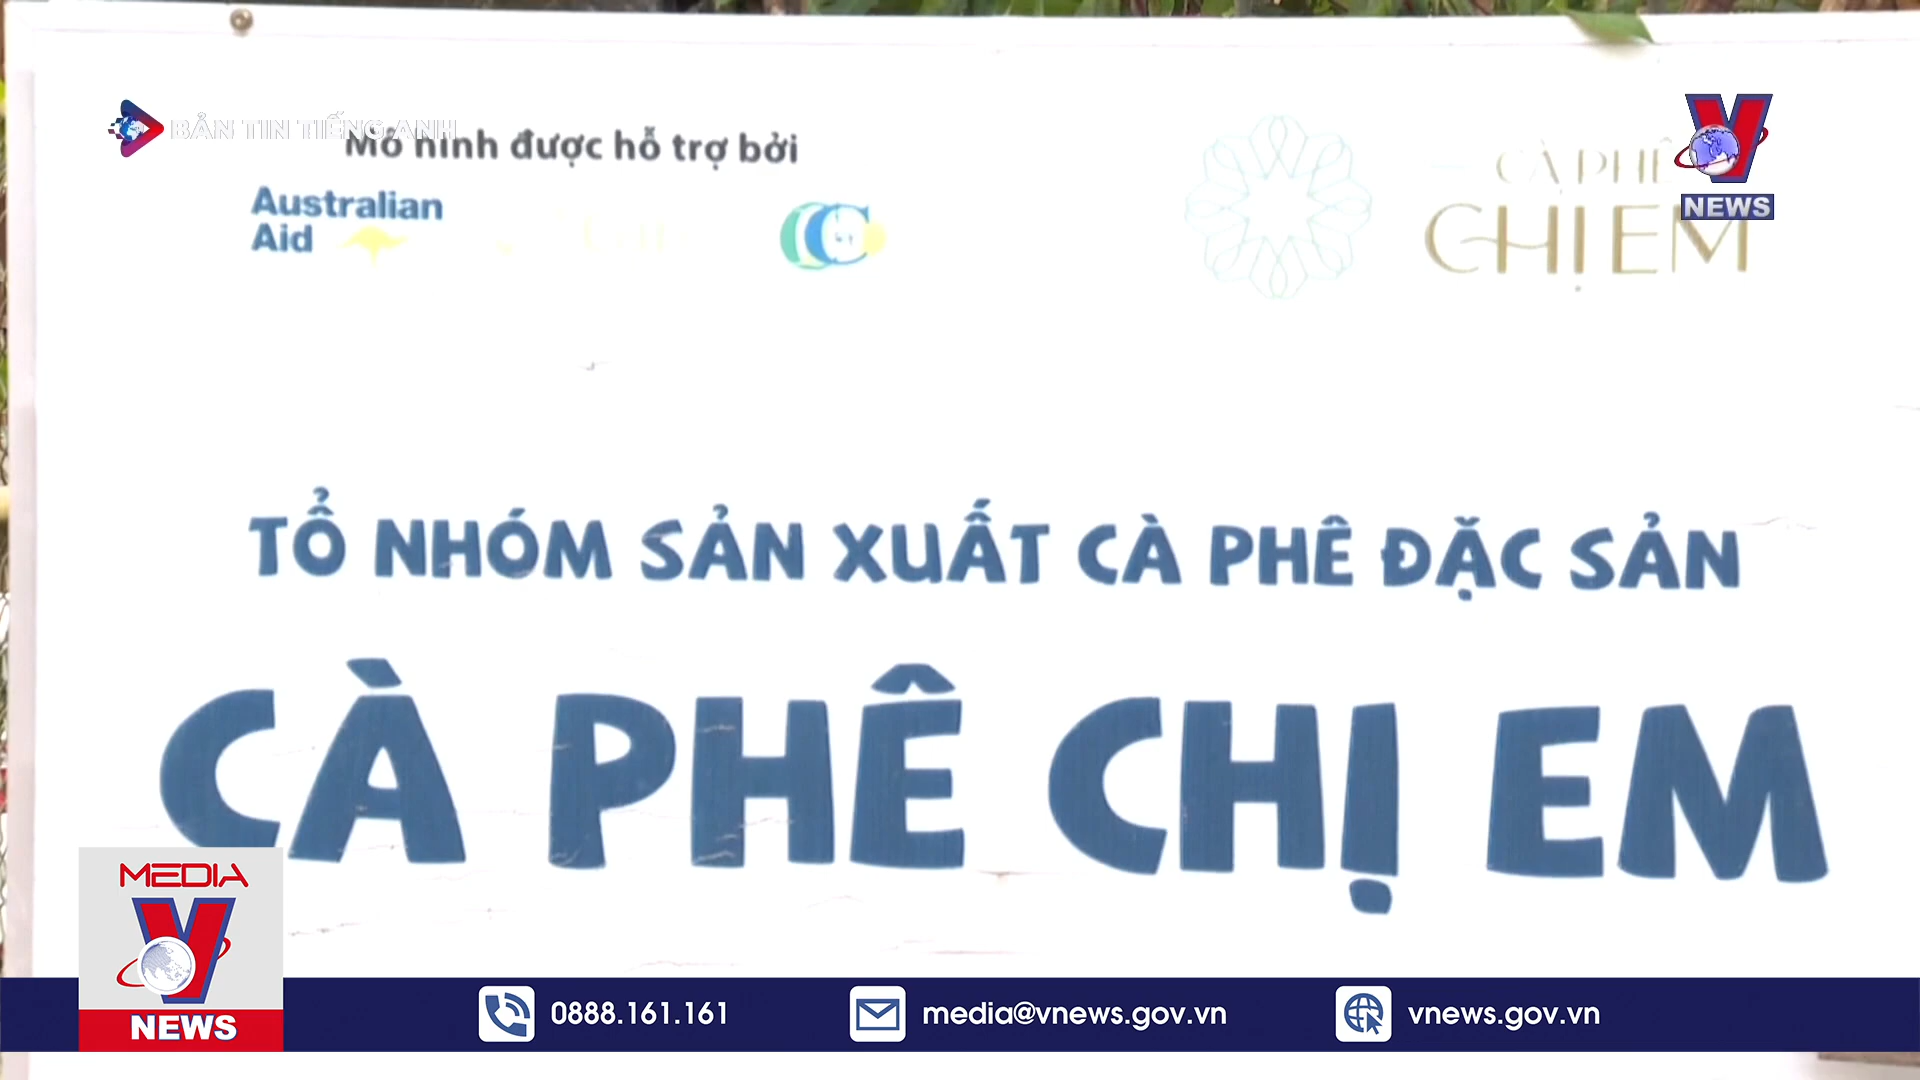 BẢN TIN TIẾNG ANH
Mô hình được hỗ trợ bởi
Australian
Aid
CÀ PHÊ
CHỊ EM
NEWS
TỔ NHÓM SẢN XUẤT CÀ PHÊ ĐẶC SẢN
CÀ PHÊ CHỊ EM
MEDIA
NEWS
0888.161.161
media@vnews.gov.vn
vnews.gov.vn